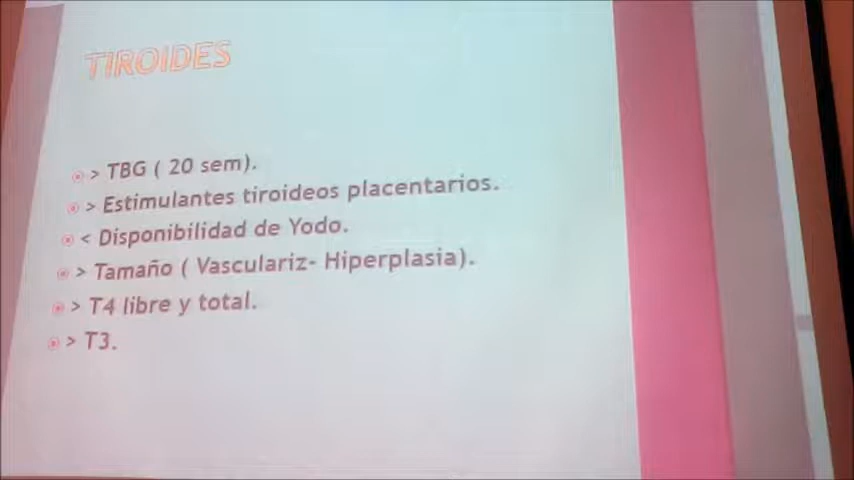 TIROIDES
> TBG ( 20 sem).
> Estimulantes tiroideos placentarios.
< Disponibilidad de Yodo.
> Tamaño ( Vasculariz- Hiperplasia).
> T4 libre y total.
> T3.